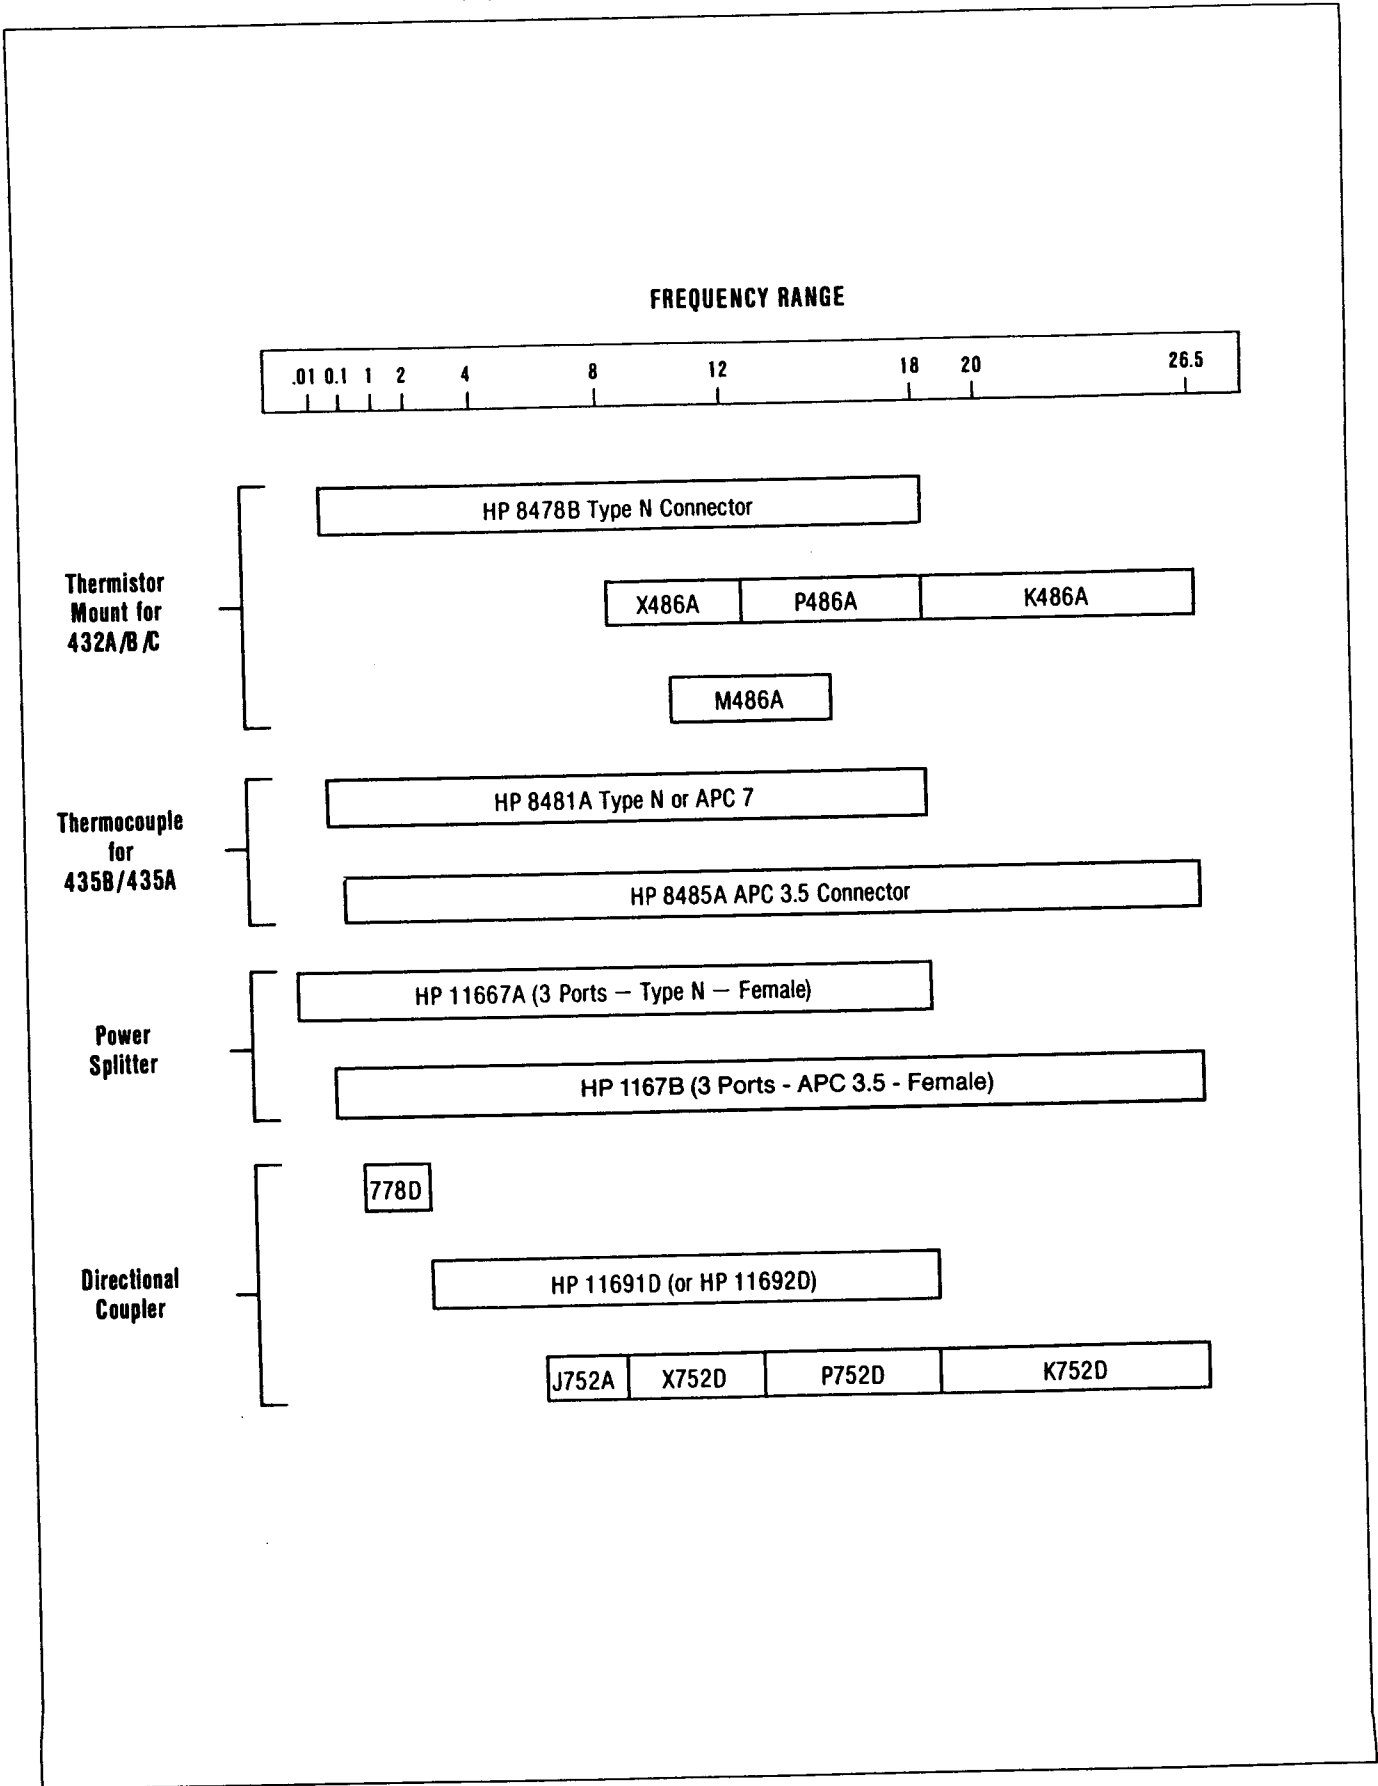 FREQUENCY RANGE
.01 0.1 1 2 4 8 12 18 20 26.5
HP 8478B Type N Connector
Thermistor
Mount for
432A/B/C
X486A P486A K486A
M486A
HP 8481A Type N or APC 7
Thermocouple
for
435B/435A
HP 8485A APC 3.5 Connector
HP 11667A (3 Ports — Type N — Female)
Power
Splitter
HP 1167B (3 Ports - APC 3.5 - Female)
778D
Directional
Coupler
HP 11691D (or HP 11692D)
J752A X752D P752D K752D